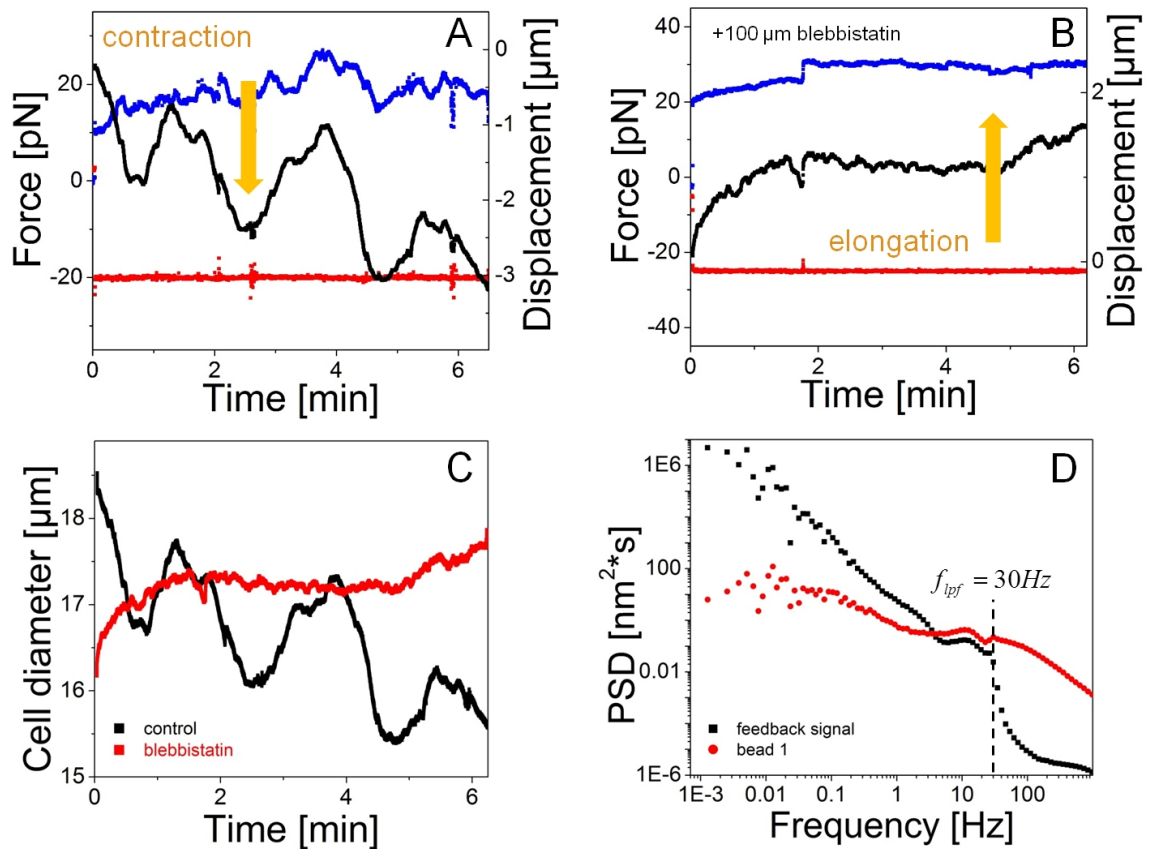 A
contraction
Force [pN]
20
0
-20
Displacement [µm]
0
-1
-2
-3
0
2
4
6
Time [min]
B
+100 µm blebbistatin
elongation
Force [pN]
40
20
0
-20
-40
Displacement [µm]
2
0
0
2
4
6
Time [min]
C
Cell diameter [µm]
18
17
16
15
control
blebbistatin
0
2
4
6
Time [min]
D
PSD [nm²*s]
1E6
100
0.01
1E-6
f_lpf = 30Hz
feedback signal
bead 1
1E-3
0.01
0.1
1
10
100
Frequency [Hz]